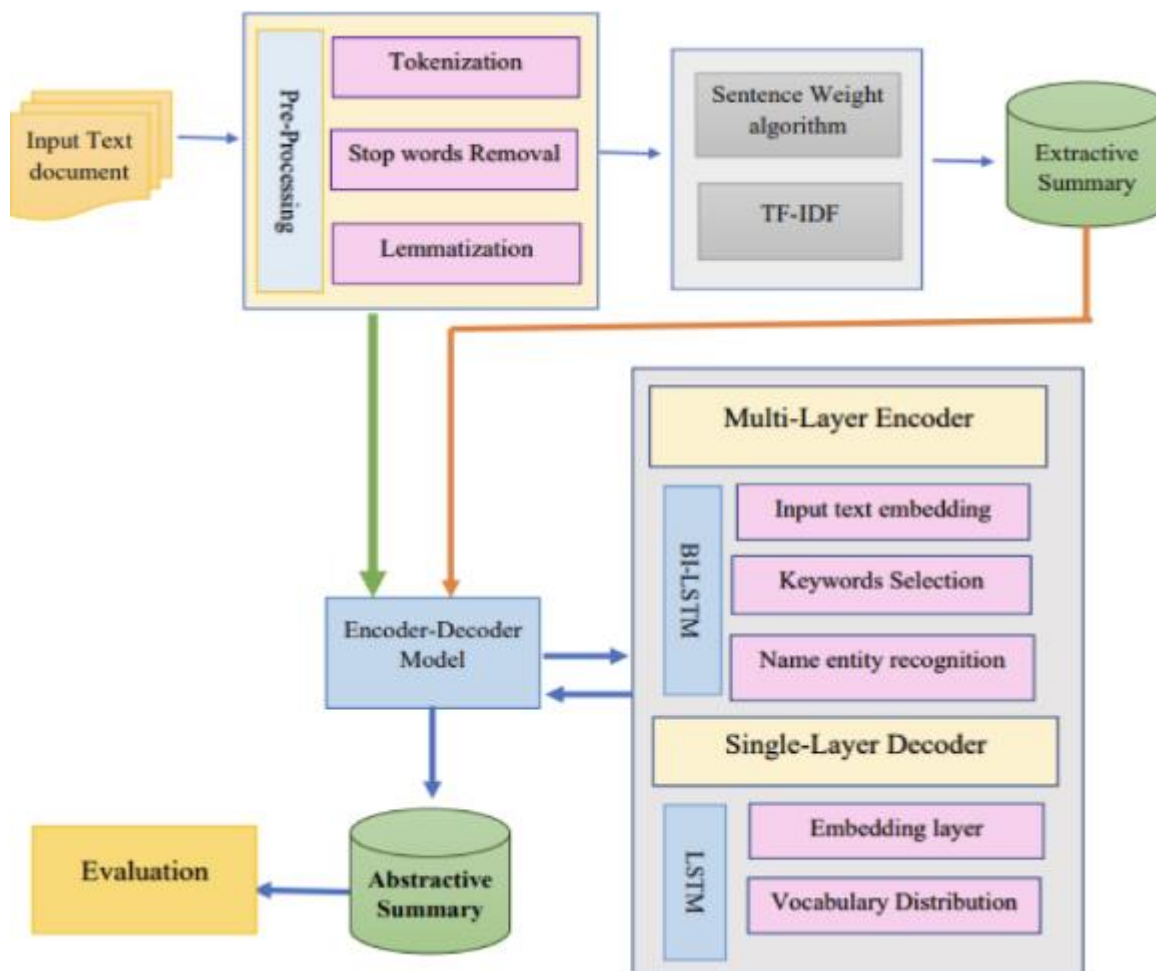 Input Text
document
Pre-Processing
Tokenization
Stop words Removal
Lemmatization
Sentence Weight
algorithm
TF-IDF
Extractive
Summary
Multi-Layer Encoder
BI-LSTM
Input text embedding
Keywords Selection
Name entity recognition
Encoder-Decoder
Model
Single-Layer Decoder
LSTM
Embedding layer
Vocabulary Distribution
Evaluation
Abstractive
Summary